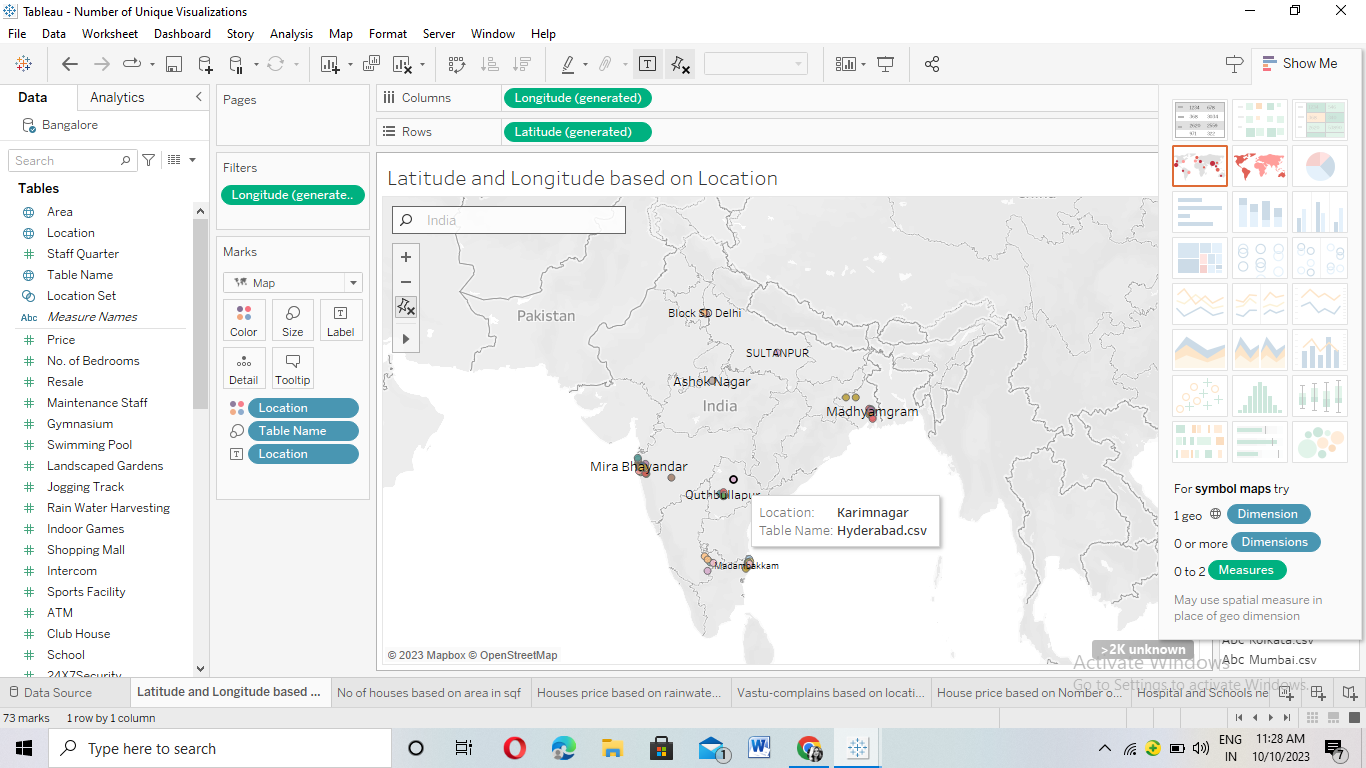 Tableau - Number of Unique Visualizations
File Data Worksheet Dashboard Story Analysis Map Format Server Window Help
Show Me
Data Analytics
Bangalore
Search
Tables
Area
Location
Staff Quarter
Table Name
Location Set
Abc Measure Names
Price
No. of Bedrooms
Resale
Maintenance Staff
Gymnasium
Swimming Pool
Landscaped Gardens
Jogging Track
Rain Water Harvesting
Indoor Games
Shopping Mall
Intercom
Sports Facility
ATM
Club House
School
24X7Security
Pages
Filters
Longitude (generate..
Marks
Map
Color Size Label
Detail Tooltip
Location
Table Name
Location
Columns Longitude (generated)
Rows Latitude (generated)
Latitude and Longitude based on Location
India
Pakistan
Block SD Delhi
SULTANPUR
Ashok Nagar
India
Madhyamgram
Mira Bhayandar
Quthbullapur
Location: Karimnagar
Table Name: Hyderabad.csv
Madambakkam
© 2023 Mapbox © OpenStreetMap
>2K unknown
For symbol maps try
1 geo Dimension
0 or more Dimensions
0 to 2 Measures
May use spatial measure in
place of geo dimension
Abc Kolkata.csv
Abc Mumbai.csv
Activate Windows
Go to Settings to activate Windows.
Data Source Latitude and Longitude based ... No of houses based on area in sqf Houses price based on rainwate... Vastu-complains based on locati... House price based on Nomber o... Hospital and Schools ne
73 marks 1 row by 1 column
Type here to search
1
ENG
IN
11:28 AM
10/10/2023
7